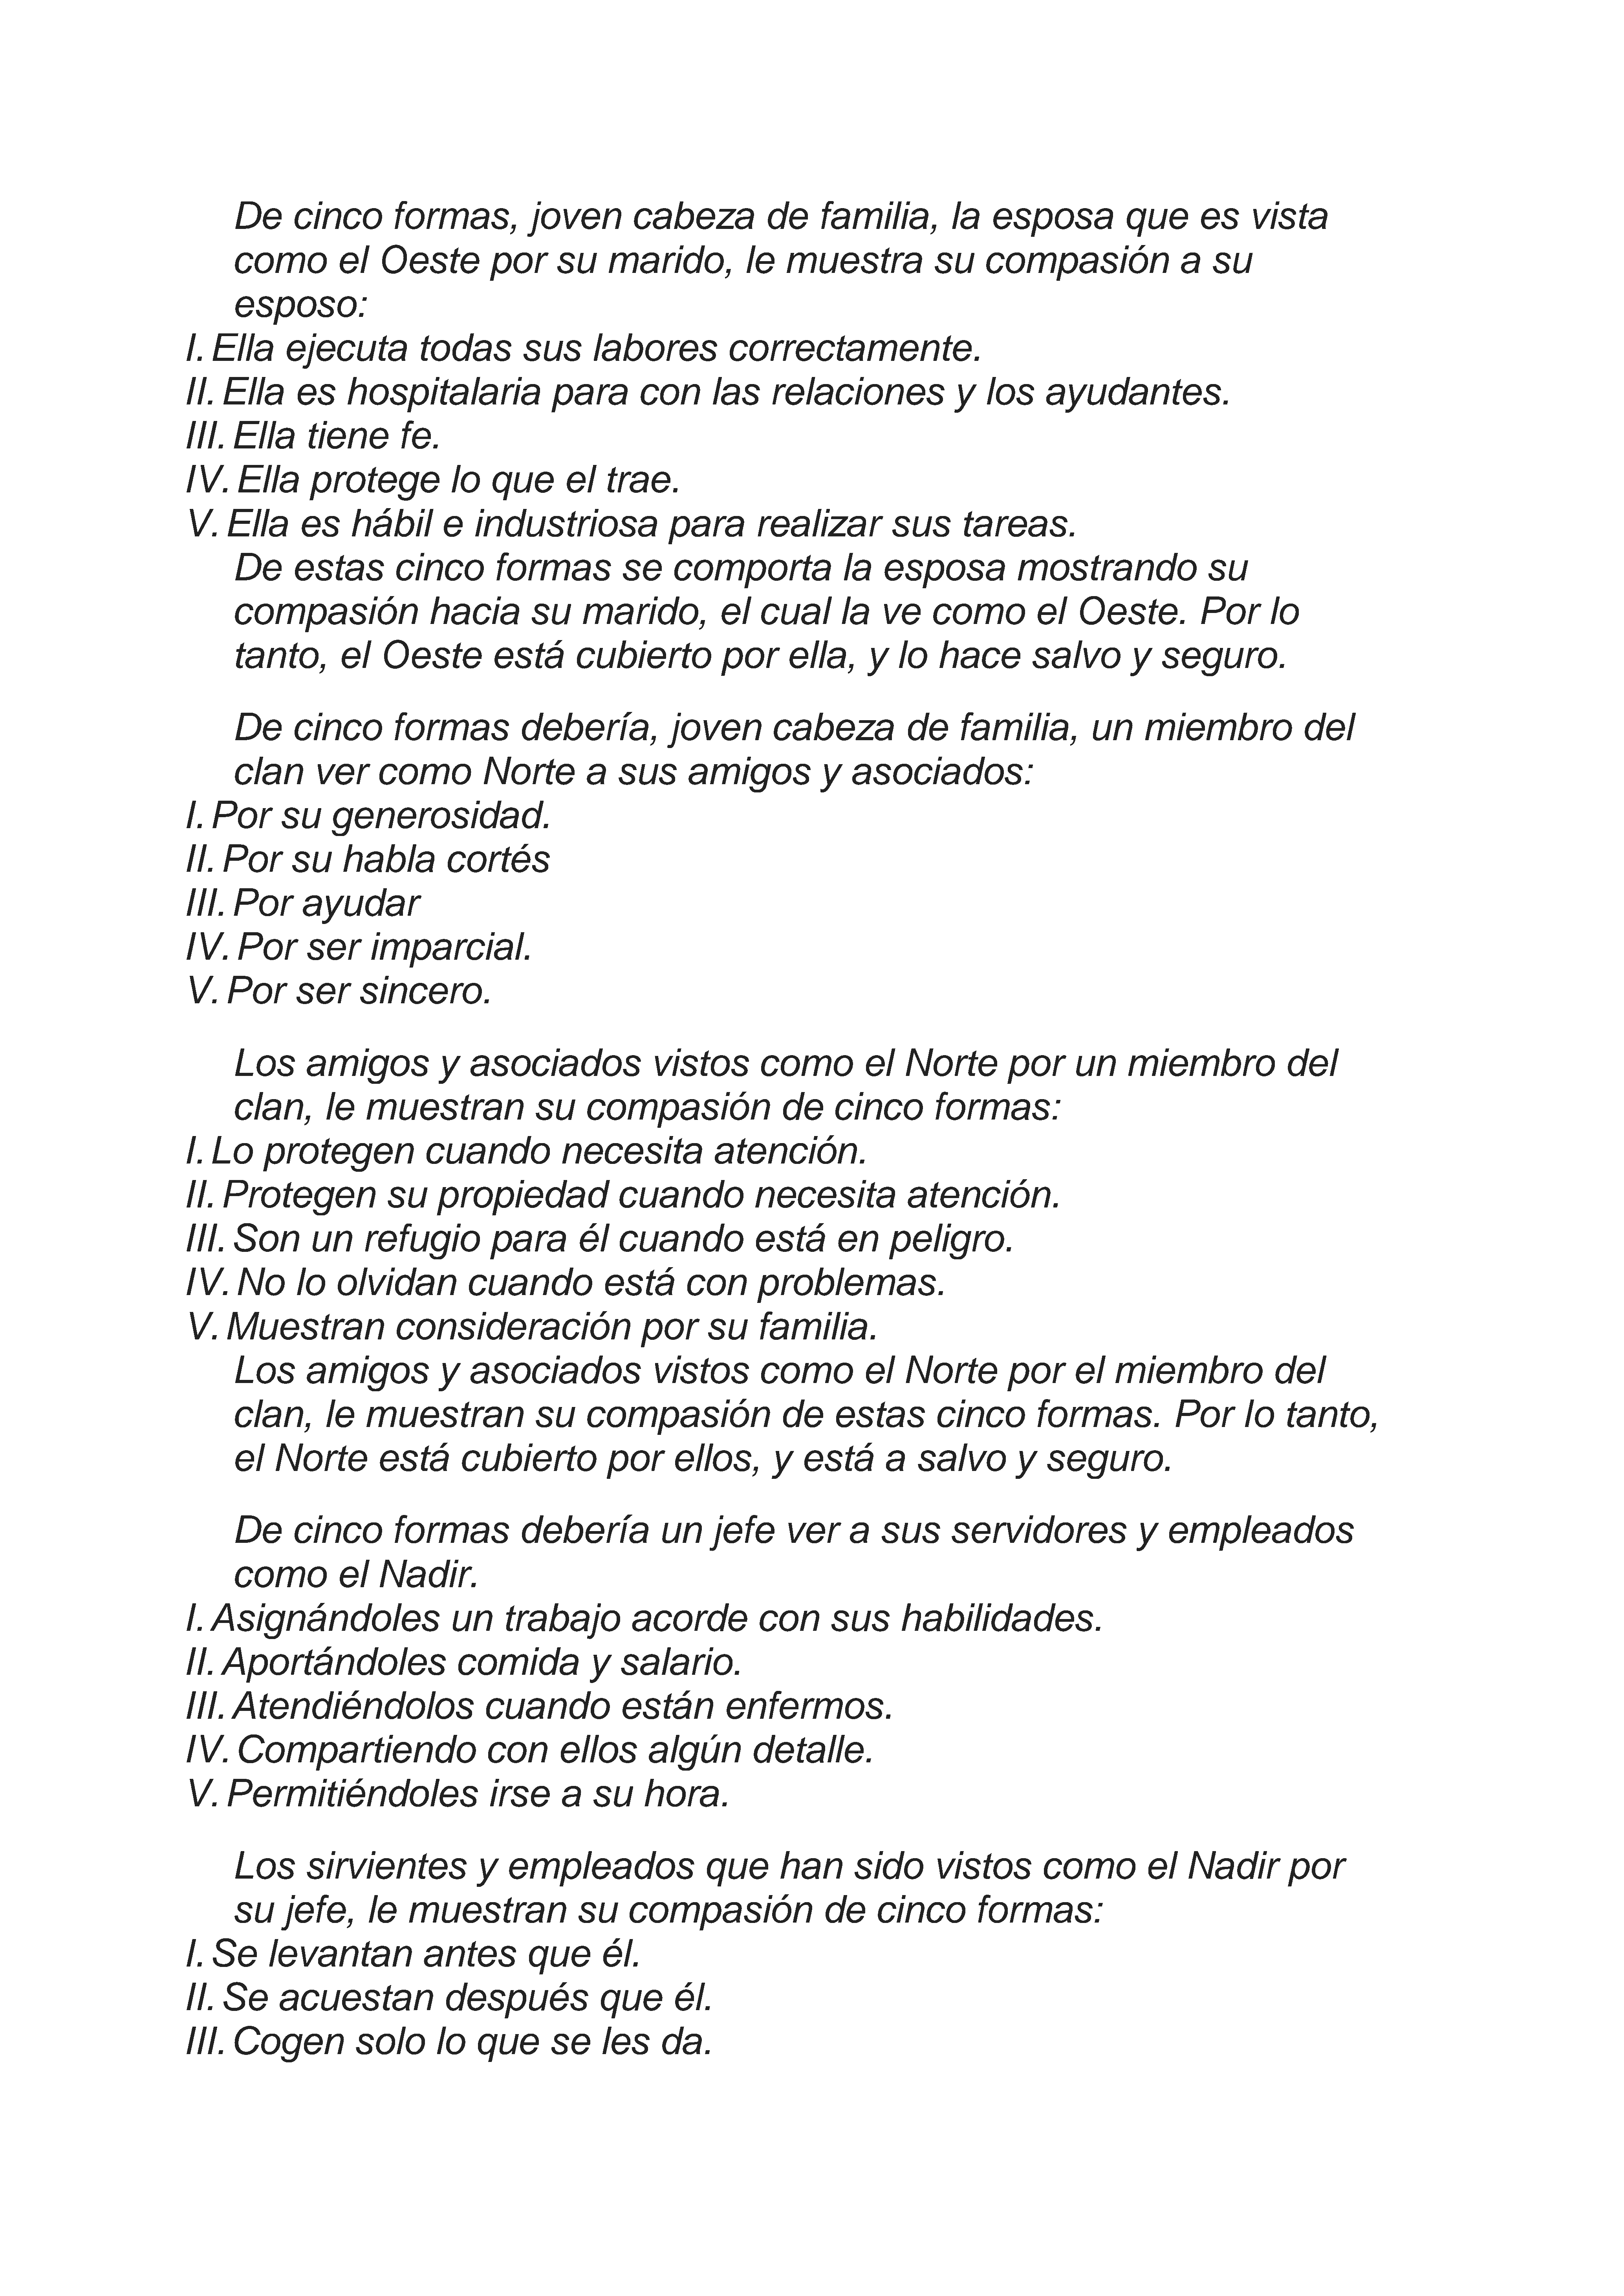 De cinco formas, joven cabeza de familia, la esposa que es vista
como el Oeste por su marido, le muestra su compasión a su
esposo:
I. Ella ejecuta todas sus labores correctamente.
II. Ella es hospitalaria para con las relaciones y los ayudantes.
III. Ella tiene fe.
IV. Ella protege lo que el trae.
V. Ella es hábil e industriosa para realizar sus tareas.
De estas cinco formas se comporta la esposa mostrando su
compasión hacia su marido, el cual la ve como el Oeste. Por lo
tanto, el Oeste está cubierto por ella, y lo hace salvo y seguro.
De cinco formas debería, joven cabeza de familia, un miembro del
clan ver como Norte a sus amigos y asociados:
I. Por su generosidad.
II. Por su habla cortés
III. Por ayudar
IV. Por ser imparcial.
V. Por ser sincero.
Los amigos y asociados vistos como el Norte por un miembro del
clan, le muestran su compasión de cinco formas:
I. Lo protegen cuando necesita atención.
II. Protegen su propiedad cuando necesita atención.
III. Son un refugio para él cuando está en peligro.
IV. No lo olvidan cuando está con problemas.
V. Muestran consideración por su familia.
Los amigos y asociados vistos como el Norte por el miembro del
clan, le muestran su compasión de estas cinco formas. Por lo tanto,
el Norte está cubierto por ellos, y está a salvo y seguro.
De cinco formas debería un jefe ver a sus servidores y empleados
como el Nadir.
I. Asignándoles un trabajo acorde con sus habilidades.
II. Aportándoles comida y salario.
III. Atendiéndolos cuando están enfermos.
IV. Compartiendo con ellos algún detalle.
V. Permitiéndoles irse a su hora.
Los sirvientes y empleados que han sido vistos como el Nadir por
su jefe, le muestran su compasión de cinco formas:
I. Se levantan antes que él.
II. Se acuestan después que él.
III. Cogen solo lo que se les da.